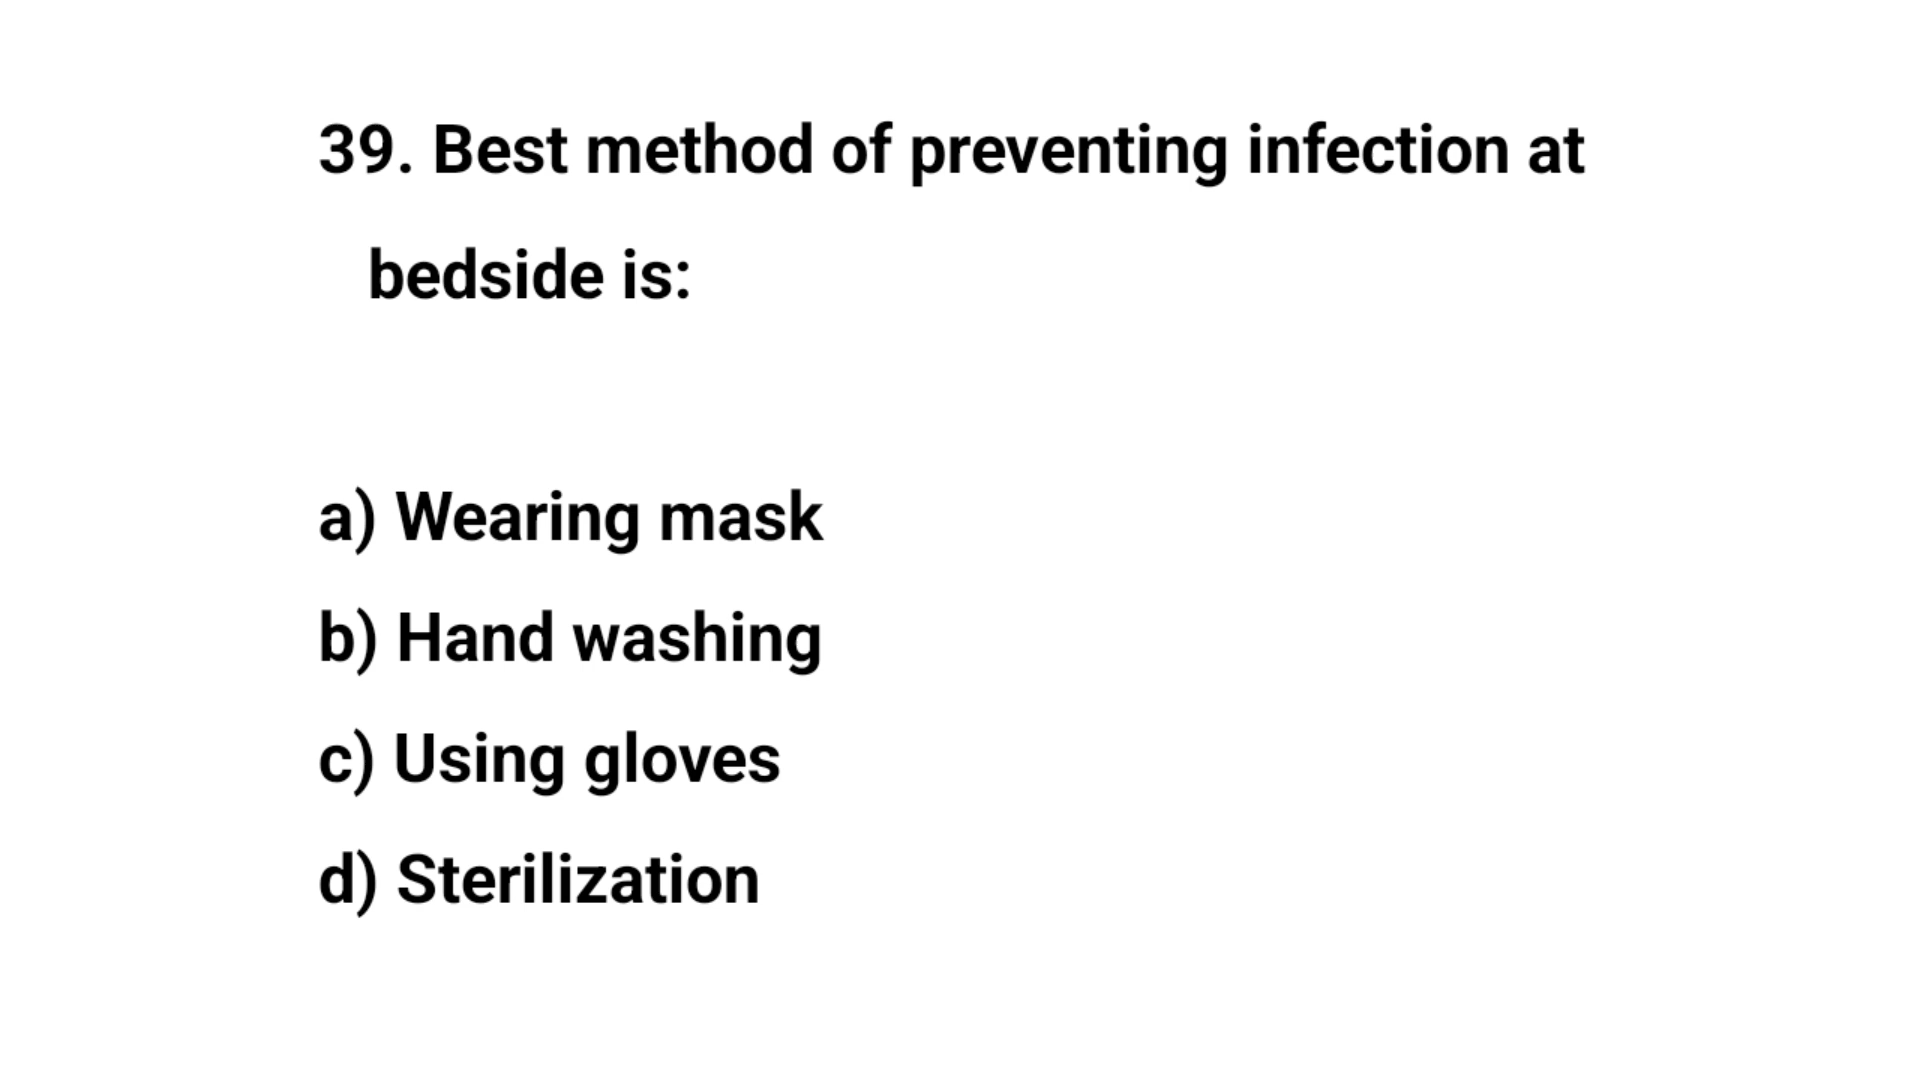 39. Best method of preventing infection at
bedside is:
a) Wearing mask
b) Hand washing
c) Using gloves
d) Sterilization